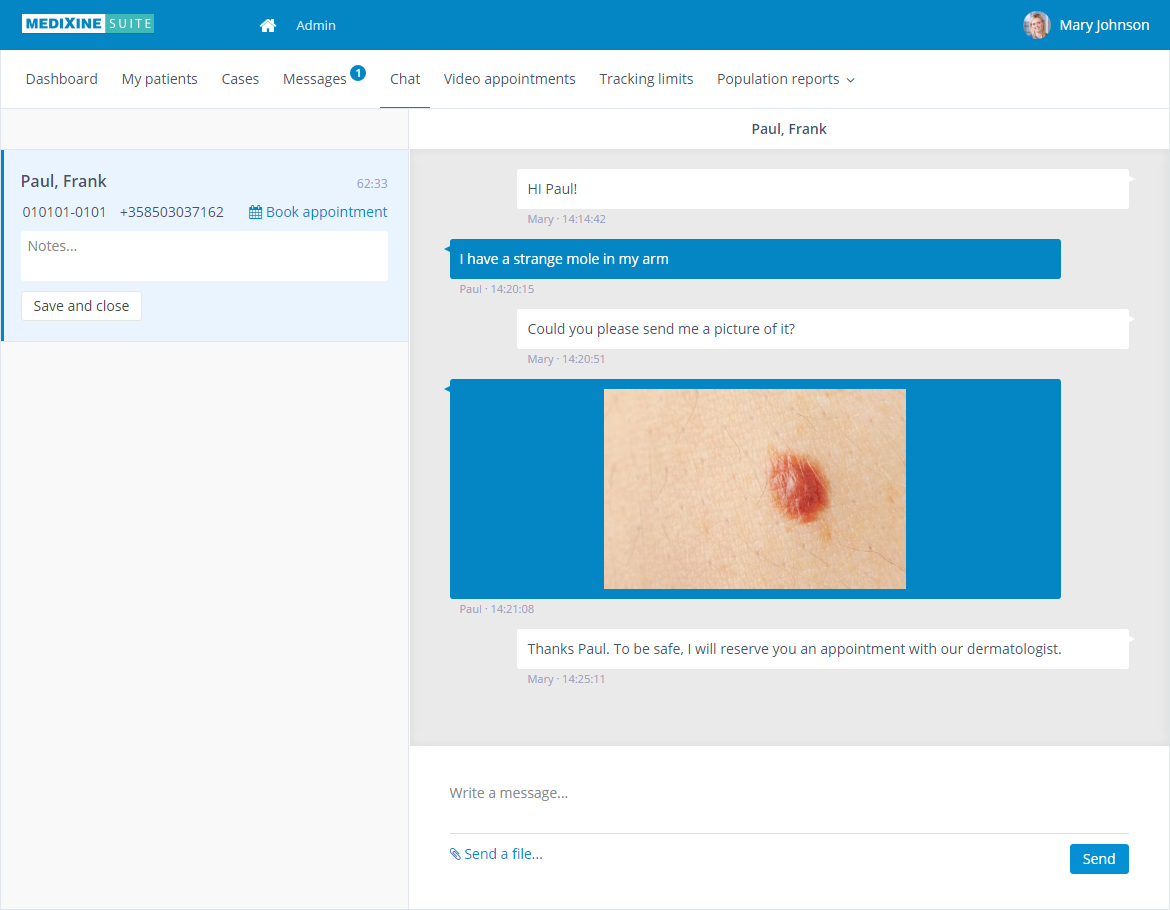 MEDIXINE SUITE
Admin
Mary Johnson
Dashboard
My patients
Cases
Messages 1
Chat
Video appointments
Tracking limits
Population reports
Paul, Frank
62:33
010101-0101 +358503037162 Book appointment
Notes...
Save and close
Paul, Frank
HI Paul!
Mary · 14:14:42
I have a strange mole in my arm
Paul · 14:20:15
Could you please send me a picture of it?
Mary · 14:20:51
Paul · 14:21:08
Thanks Paul. To be safe, I will reserve you an appointment with our dermatologist.
Mary · 14:25:11
Write a message...
Send a file...
Send